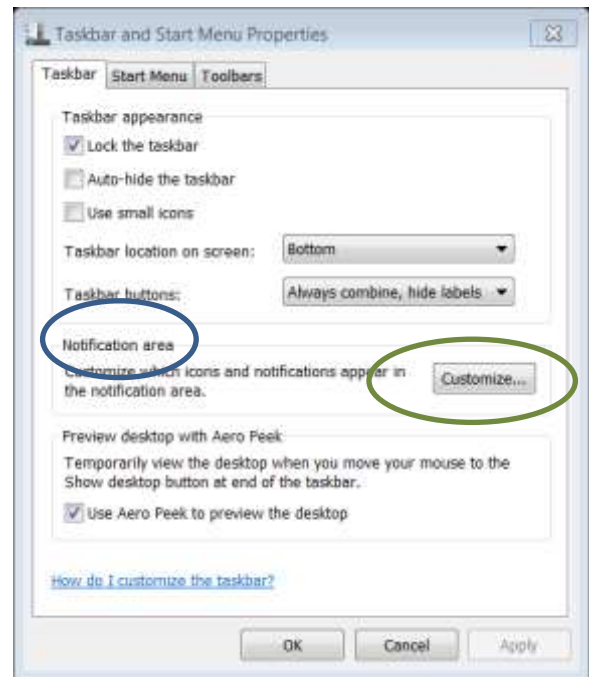 Taskbar and Start Menu Properties
Taskbar Start Menu Toolbars
Taskbar appearance
Lock the taskbar
Auto-hide the taskbar
Use small icons
Taskbar location on screen: Bottom
Taskbar buttons: Always combine, hide labels
Notification area
Customize which icons and notifications appear in
the notification area.
Customize...
Preview desktop with Aero Peek
Temporarily view the desktop when you move your mouse to the
Show desktop button at end of the taskbar.
Use Aero Peek to preview the desktop
How do I customize the taskbar?
OK Cancel Apply